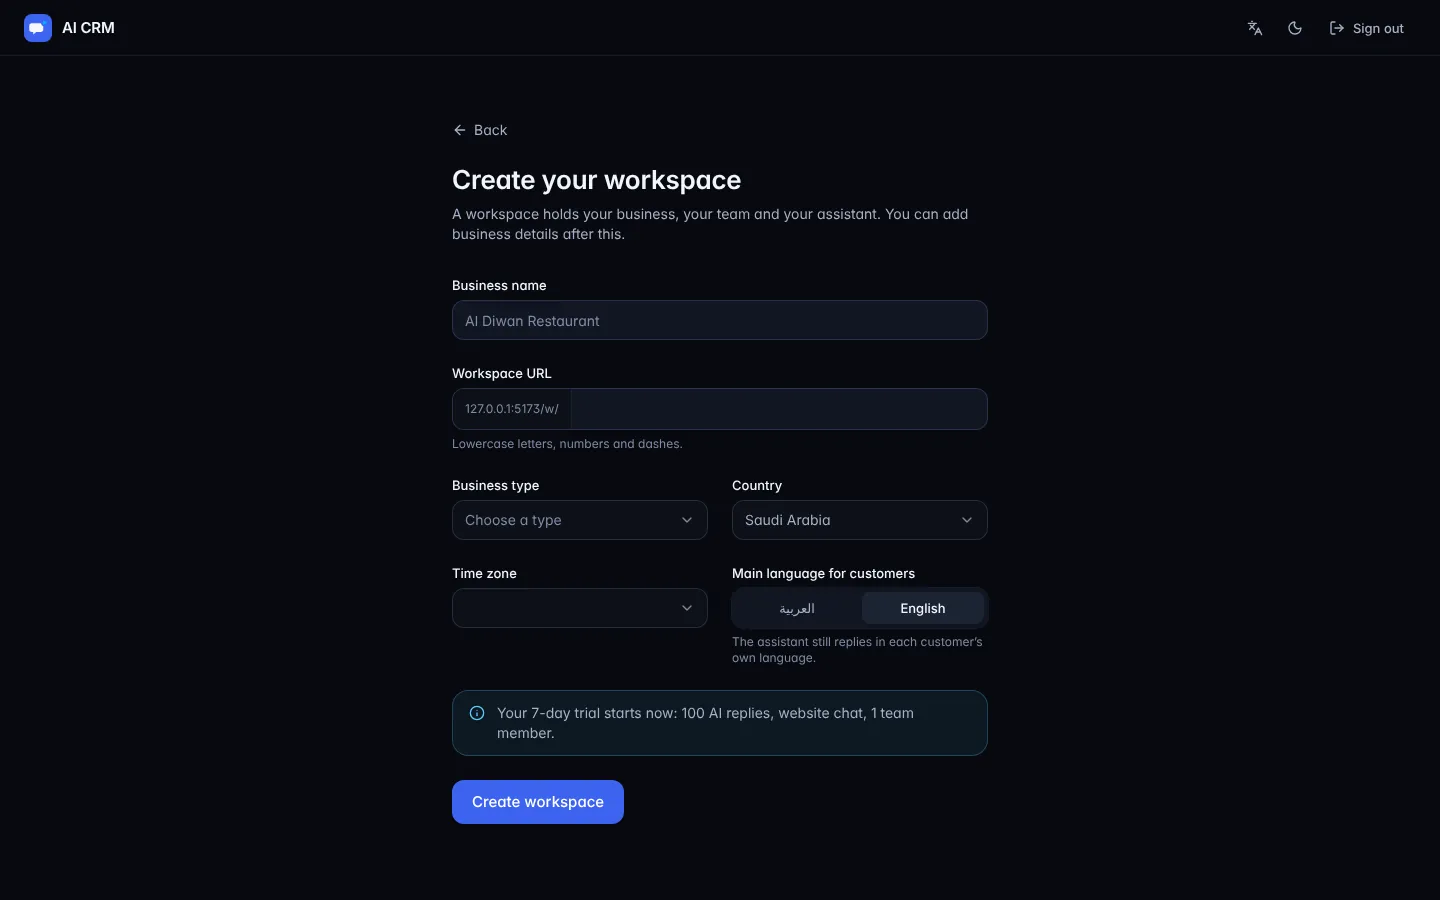 AI CRM
Sign out
Back
Create your workspace
A workspace holds your business, your team and your assistant. You can add
business details after this.
Business name
Al Diwan Restaurant
Workspace URL
127.0.0.1:5173/w/
Lowercase letters, numbers and dashes.
Business type
Country
Choose a type
Saudi Arabia
Time zone
Main language for customers
العربية
English
The assistant still replies in each customer’s
own language.
Your 7-day trial starts now: 100 AI replies, website chat, 1 team
member.
Create workspace